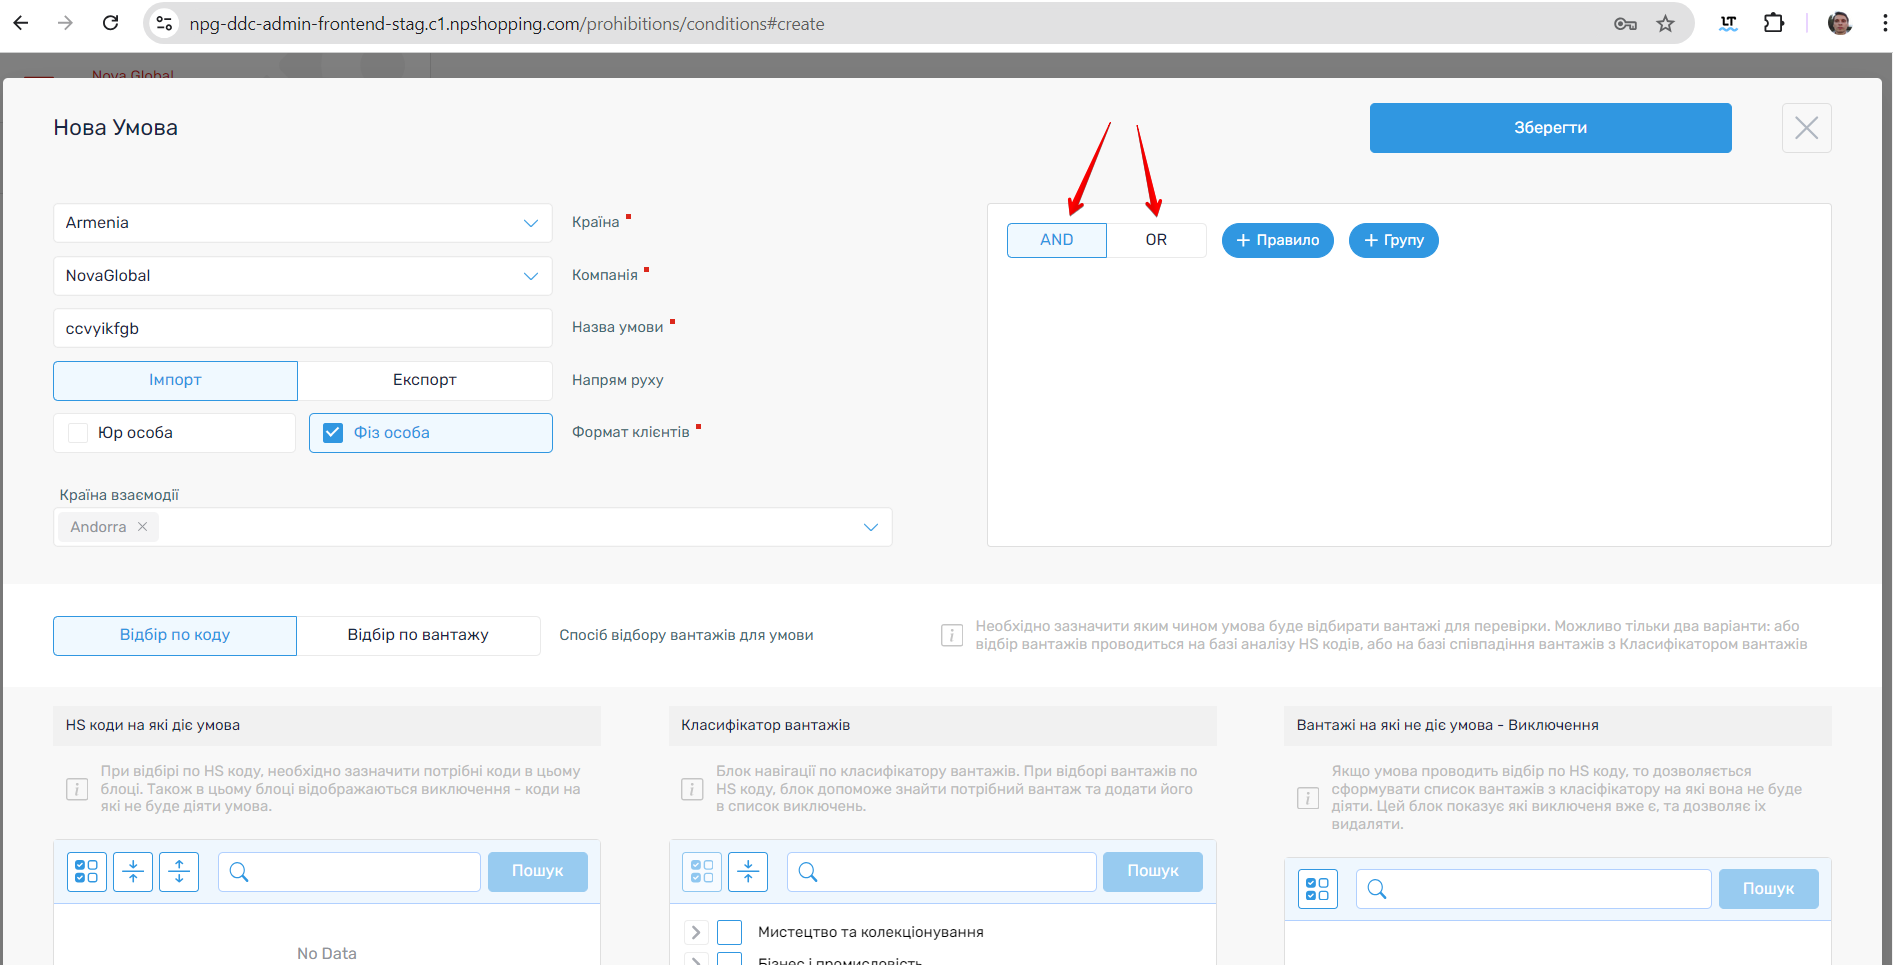 npg-ddc-admin-frontend-stag.c1.npshopping.com/prohibitions/conditions#create
LT
Nova Global
Нова Умова
Зберегти
Armenia
Країна
NovaGlobal
Компанія
ccvyikfgb
Назва умови
Імпорт
Експорт
Напрям руху
Юр особа
Фіз особа
Формат клієнтів
Країна взаємодії
Andorra
AND
OR
+ Правило
+ Групу
Відбір по коду
Відбір по вантажу
Спосіб відбору вантажів для умови
Необхідно зазначити яким чином умова буде відбирати вантажі для перевірки. Можливо тільки два варіанти: або
відбір вантажів проводиться на базі аналізу HS кодів, або на базі співпадіння вантажів з Класифікатором вантажів
HS коди на які діє умова
При відбірі по HS коду, необхідно зазначити потрібні коди в цьому
блоці. Також в цьому блоці відображаються виключення - коди на
які не буде діяти умова.
Пошук
No Data
Класифікатор вантажів
Блок навігації по класифікатору вантажів. При відборі вантажів по
HS коду, блок допоможе знайти потрібний вантаж та додати його
в список виключень.
Пошук
Мистецтво та колекціонування
Бізнес і промисловість
Вантажі на які не діє умова - Виключення
Якщо умова проводить відбір по HS коду, то дозволяється
сформувати список вантажів з класіфікатору на які вона не буде
діяти. Цей блок показує які виключеня вже є, та дозволяє їх
видаляти.
Пошук